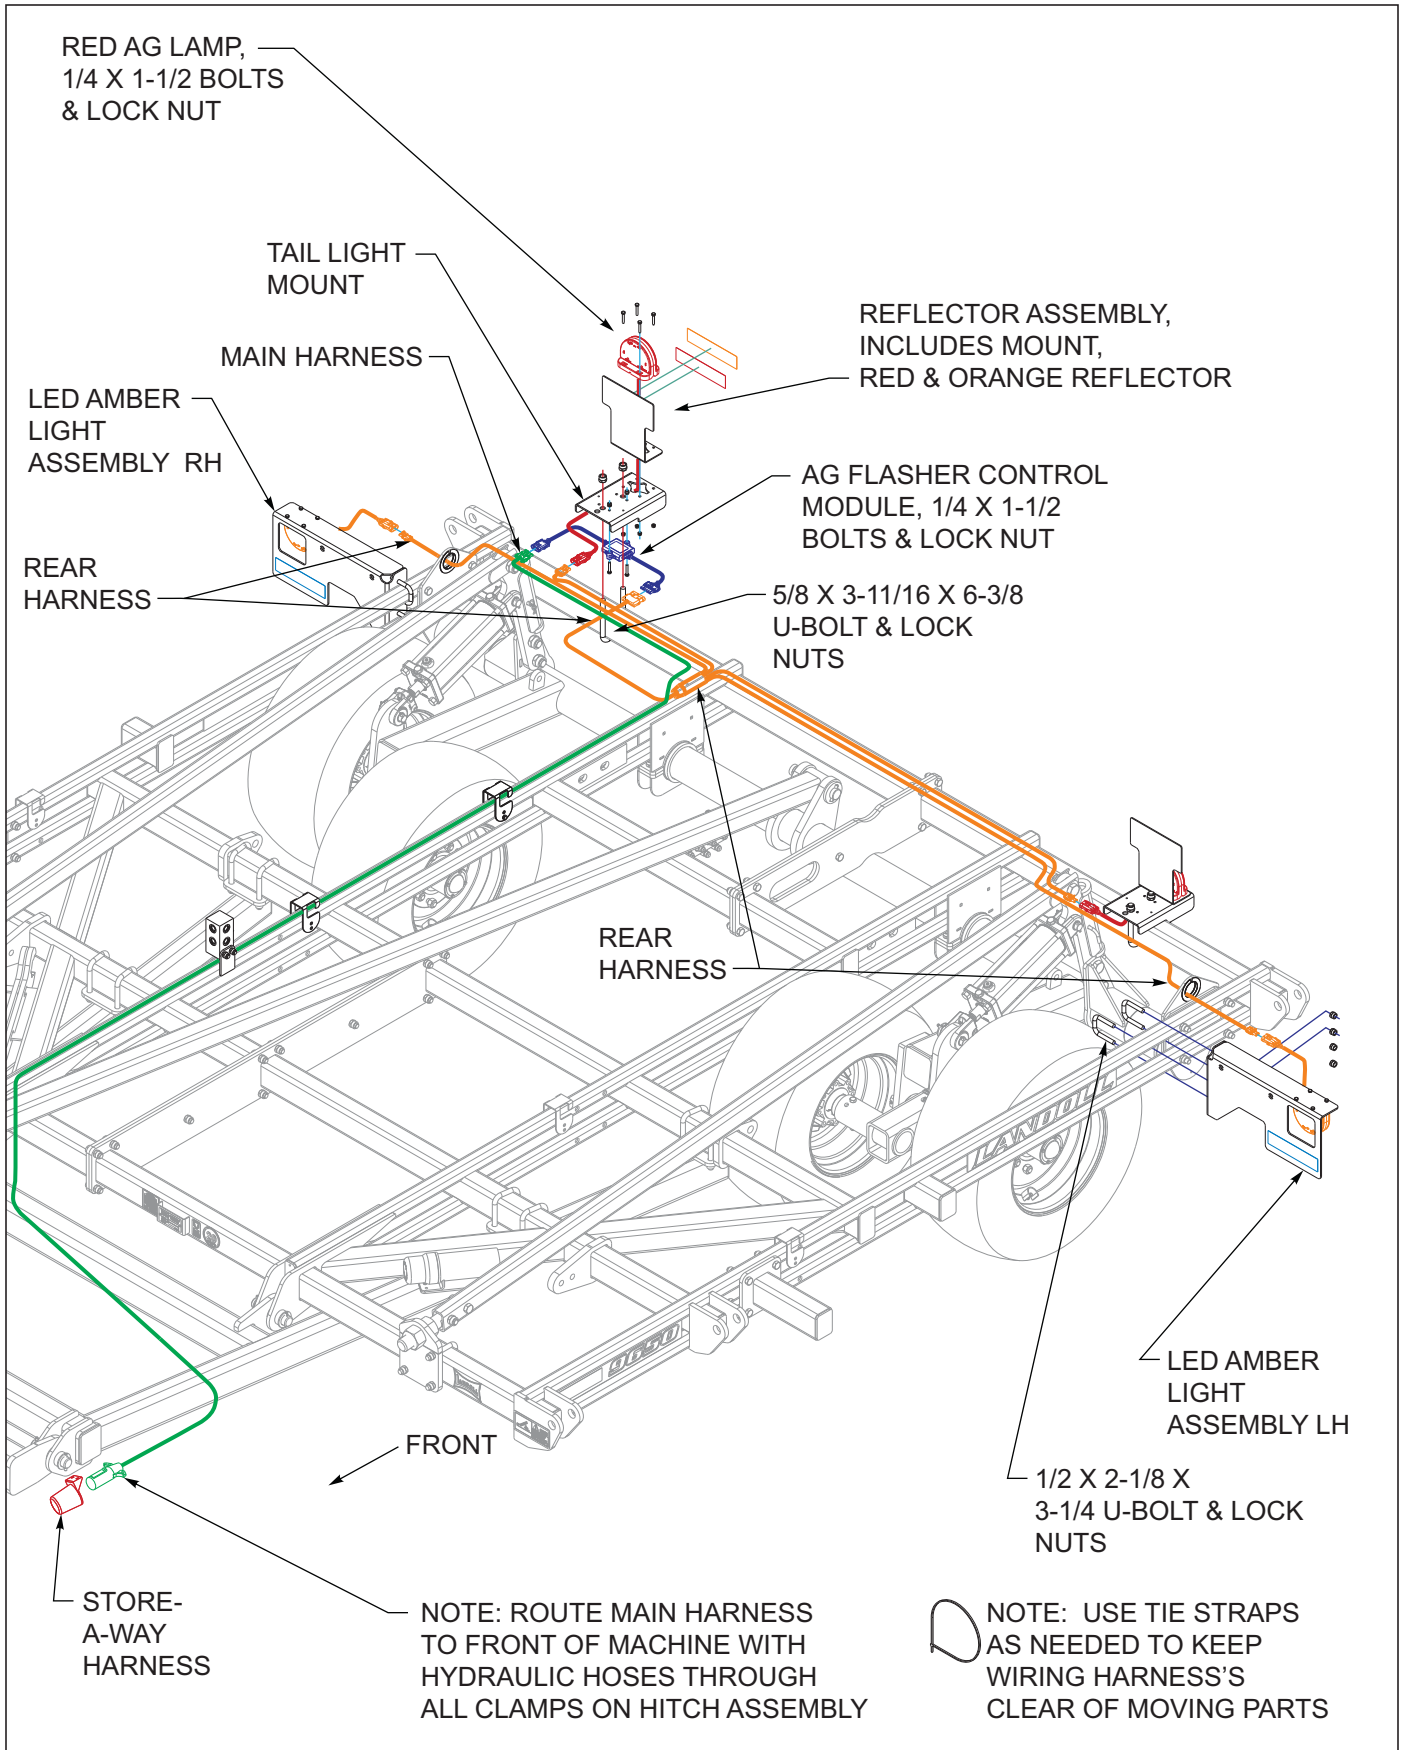 RED AG LAMP,
1/4 X 1-1/2 BOLTS
& LOCK NUT
TAIL LIGHT
MOUNT
MAIN HARNESS
REFLECTOR ASSEMBLY,
INCLUDES MOUNT,
RED & ORANGE REFLECTOR
LED AMBER
LIGHT
ASSEMBLY RH
AG FLASHER CONTROL
MODULE, 1/4 X 1-1/2
BOLTS & LOCK NUT
REAR
HARNESS
5/8 X 3-11/16 X 6-3/8
U-BOLT & LOCK
NUTS
REAR
HARNESS
LANDOLL
9650
LED AMBER
LIGHT
ASSEMBLY LH
FRONT
1/2 X 2-1/8 X
3-1/4 U-BOLT & LOCK
NUTS
STORE-
A-WAY
HARNESS
NOTE: ROUTE MAIN HARNESS
TO FRONT OF MACHINE WITH
HYDRAULIC HOSES THROUGH
ALL CLAMPS ON HITCH ASSEMBLY
NOTE: USE TIE STRAPS
AS NEEDED TO KEEP
WIRING HARNESS'S
CLEAR OF MOVING PARTS